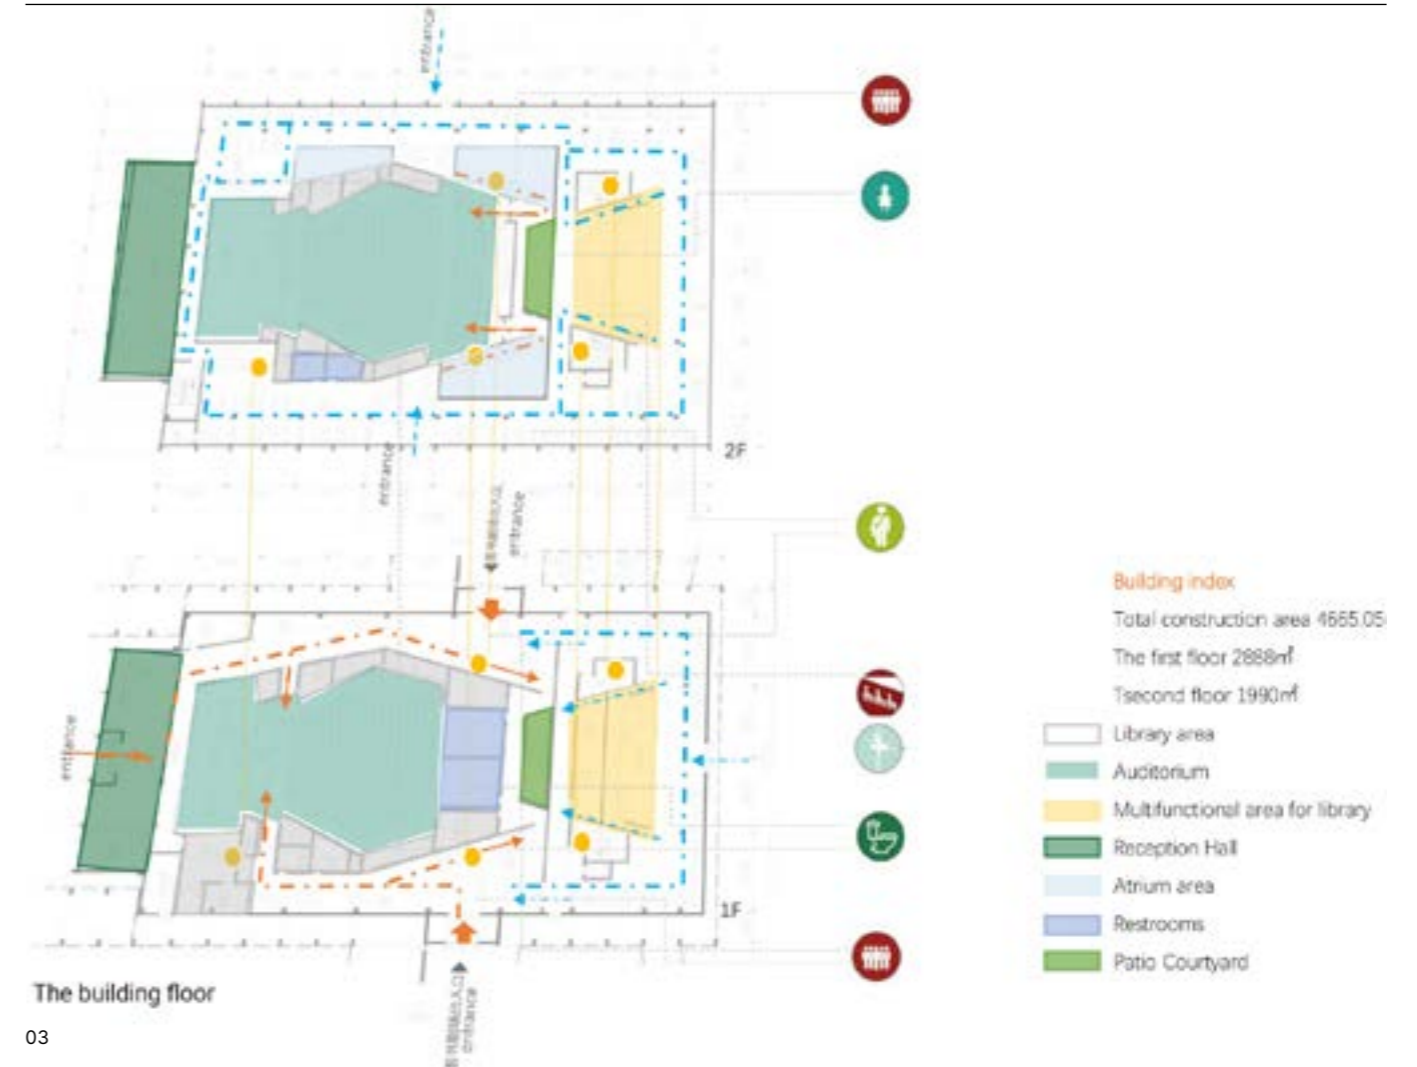 entrance
2F
entrance
entrance
entrance
1F
entrance
Building index
Total construction area 4665.05
The first floor 2888㎡
Tsecond floor 1990㎡
Library area
Auditorium
Multifunctional area for library
Reception Hall
Atrium area
Restrooms
Patio Courtyard
The building floor
03